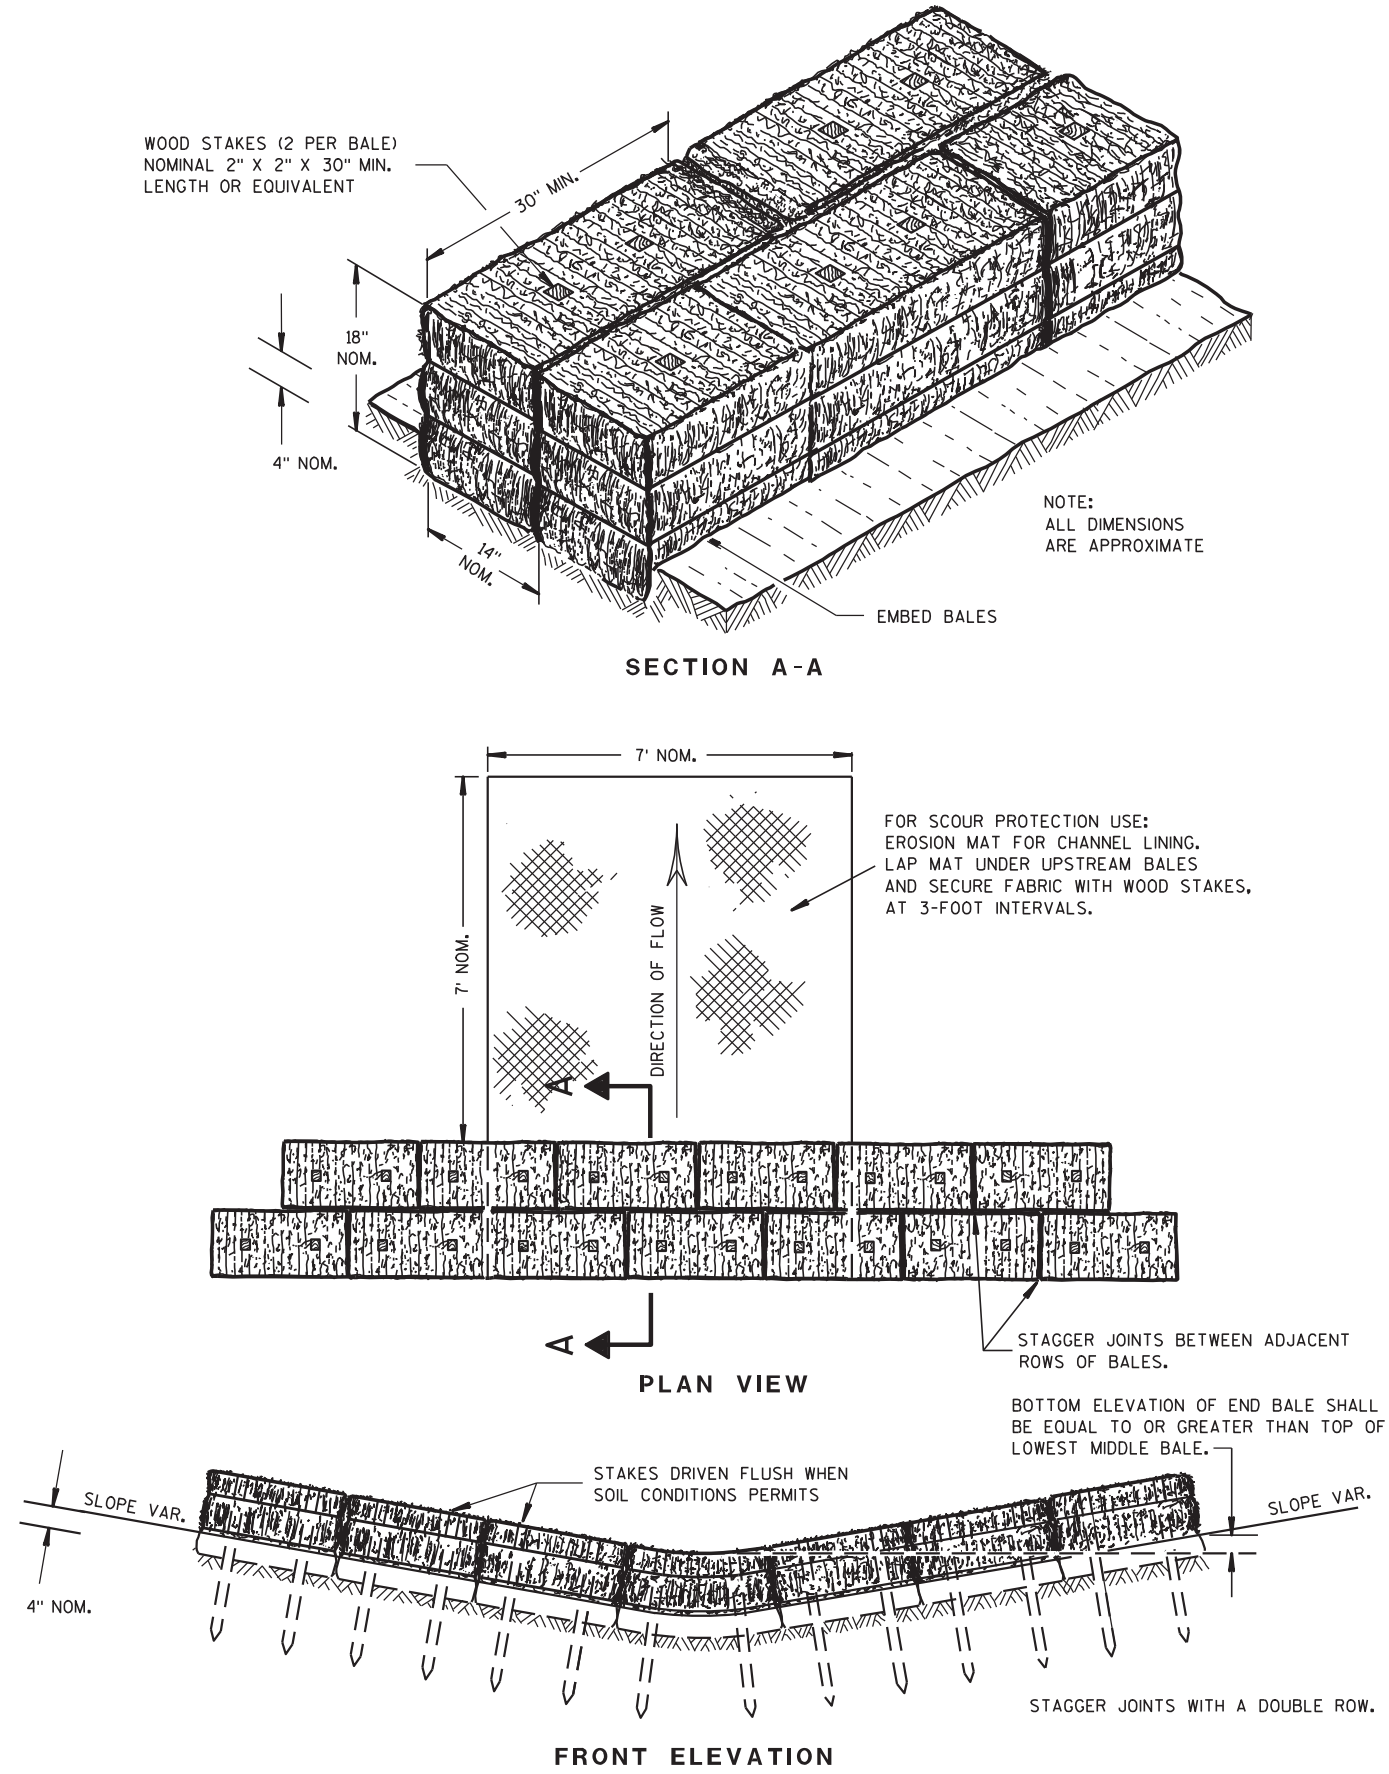 WOOD STAKES (2 PER BALE)
NOMINAL 2" X 2" X 30" MIN.
LENGTH OR EQUIVALENT
30" MIN.
18"
NOM.
4" NOM.
14"
NOM.
NOTE:
ALL DIMENSIONS
ARE APPROXIMATE
EMBED BALES
SECTION A-A
7' NOM.
7' NOM.
DIRECTION OF FLOW
FOR SCOUR PROTECTION USE:
EROSION MAT FOR CHANNEL LINING.
LAP MAT UNDER UPSTREAM BALES
AND SECURE FABRIC WITH WOOD STAKES,
AT 3-FOOT INTERVALS.
A
A
STAGGER JOINTS BETWEEN ADJACENT
ROWS OF BALES.
PLAN VIEW
BOTTOM ELEVATION OF END BALE SHALL
BE EQUAL TO OR GREATER THAN TOP OF
LOWEST MIDDLE BALE.
STAKES DRIVEN FLUSH WHEN
SOIL CONDITIONS PERMITS
SLOPE VAR.
SLOPE VAR.
4" NOM.
STAGGER JOINTS WITH A DOUBLE ROW.
FRONT ELEVATION